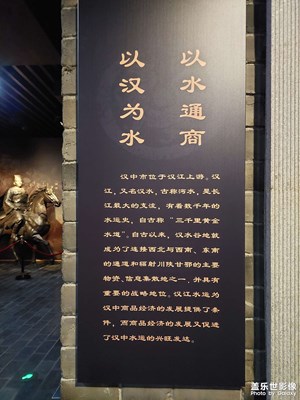 以水通商
以汉为水
汉中市位于汉江上游、汉
江，又名汉水，古称沔水，是长
江最大的支流，有着数千年的
水运史，自古称“三千里黄金
水道”。自古以来，汉水谷地就
成为了连接西北与西南、东南
的通道和辐射川陕甘鄂的主要
物资、信息集散地之一，并具有
重要的战略地位，汉江水运为
汉中商品经济的发展提供了条
件，而商品经济的发展又促进
了汉中水运的兴旺发达。
盖乐世影像
Photo by Galaxy